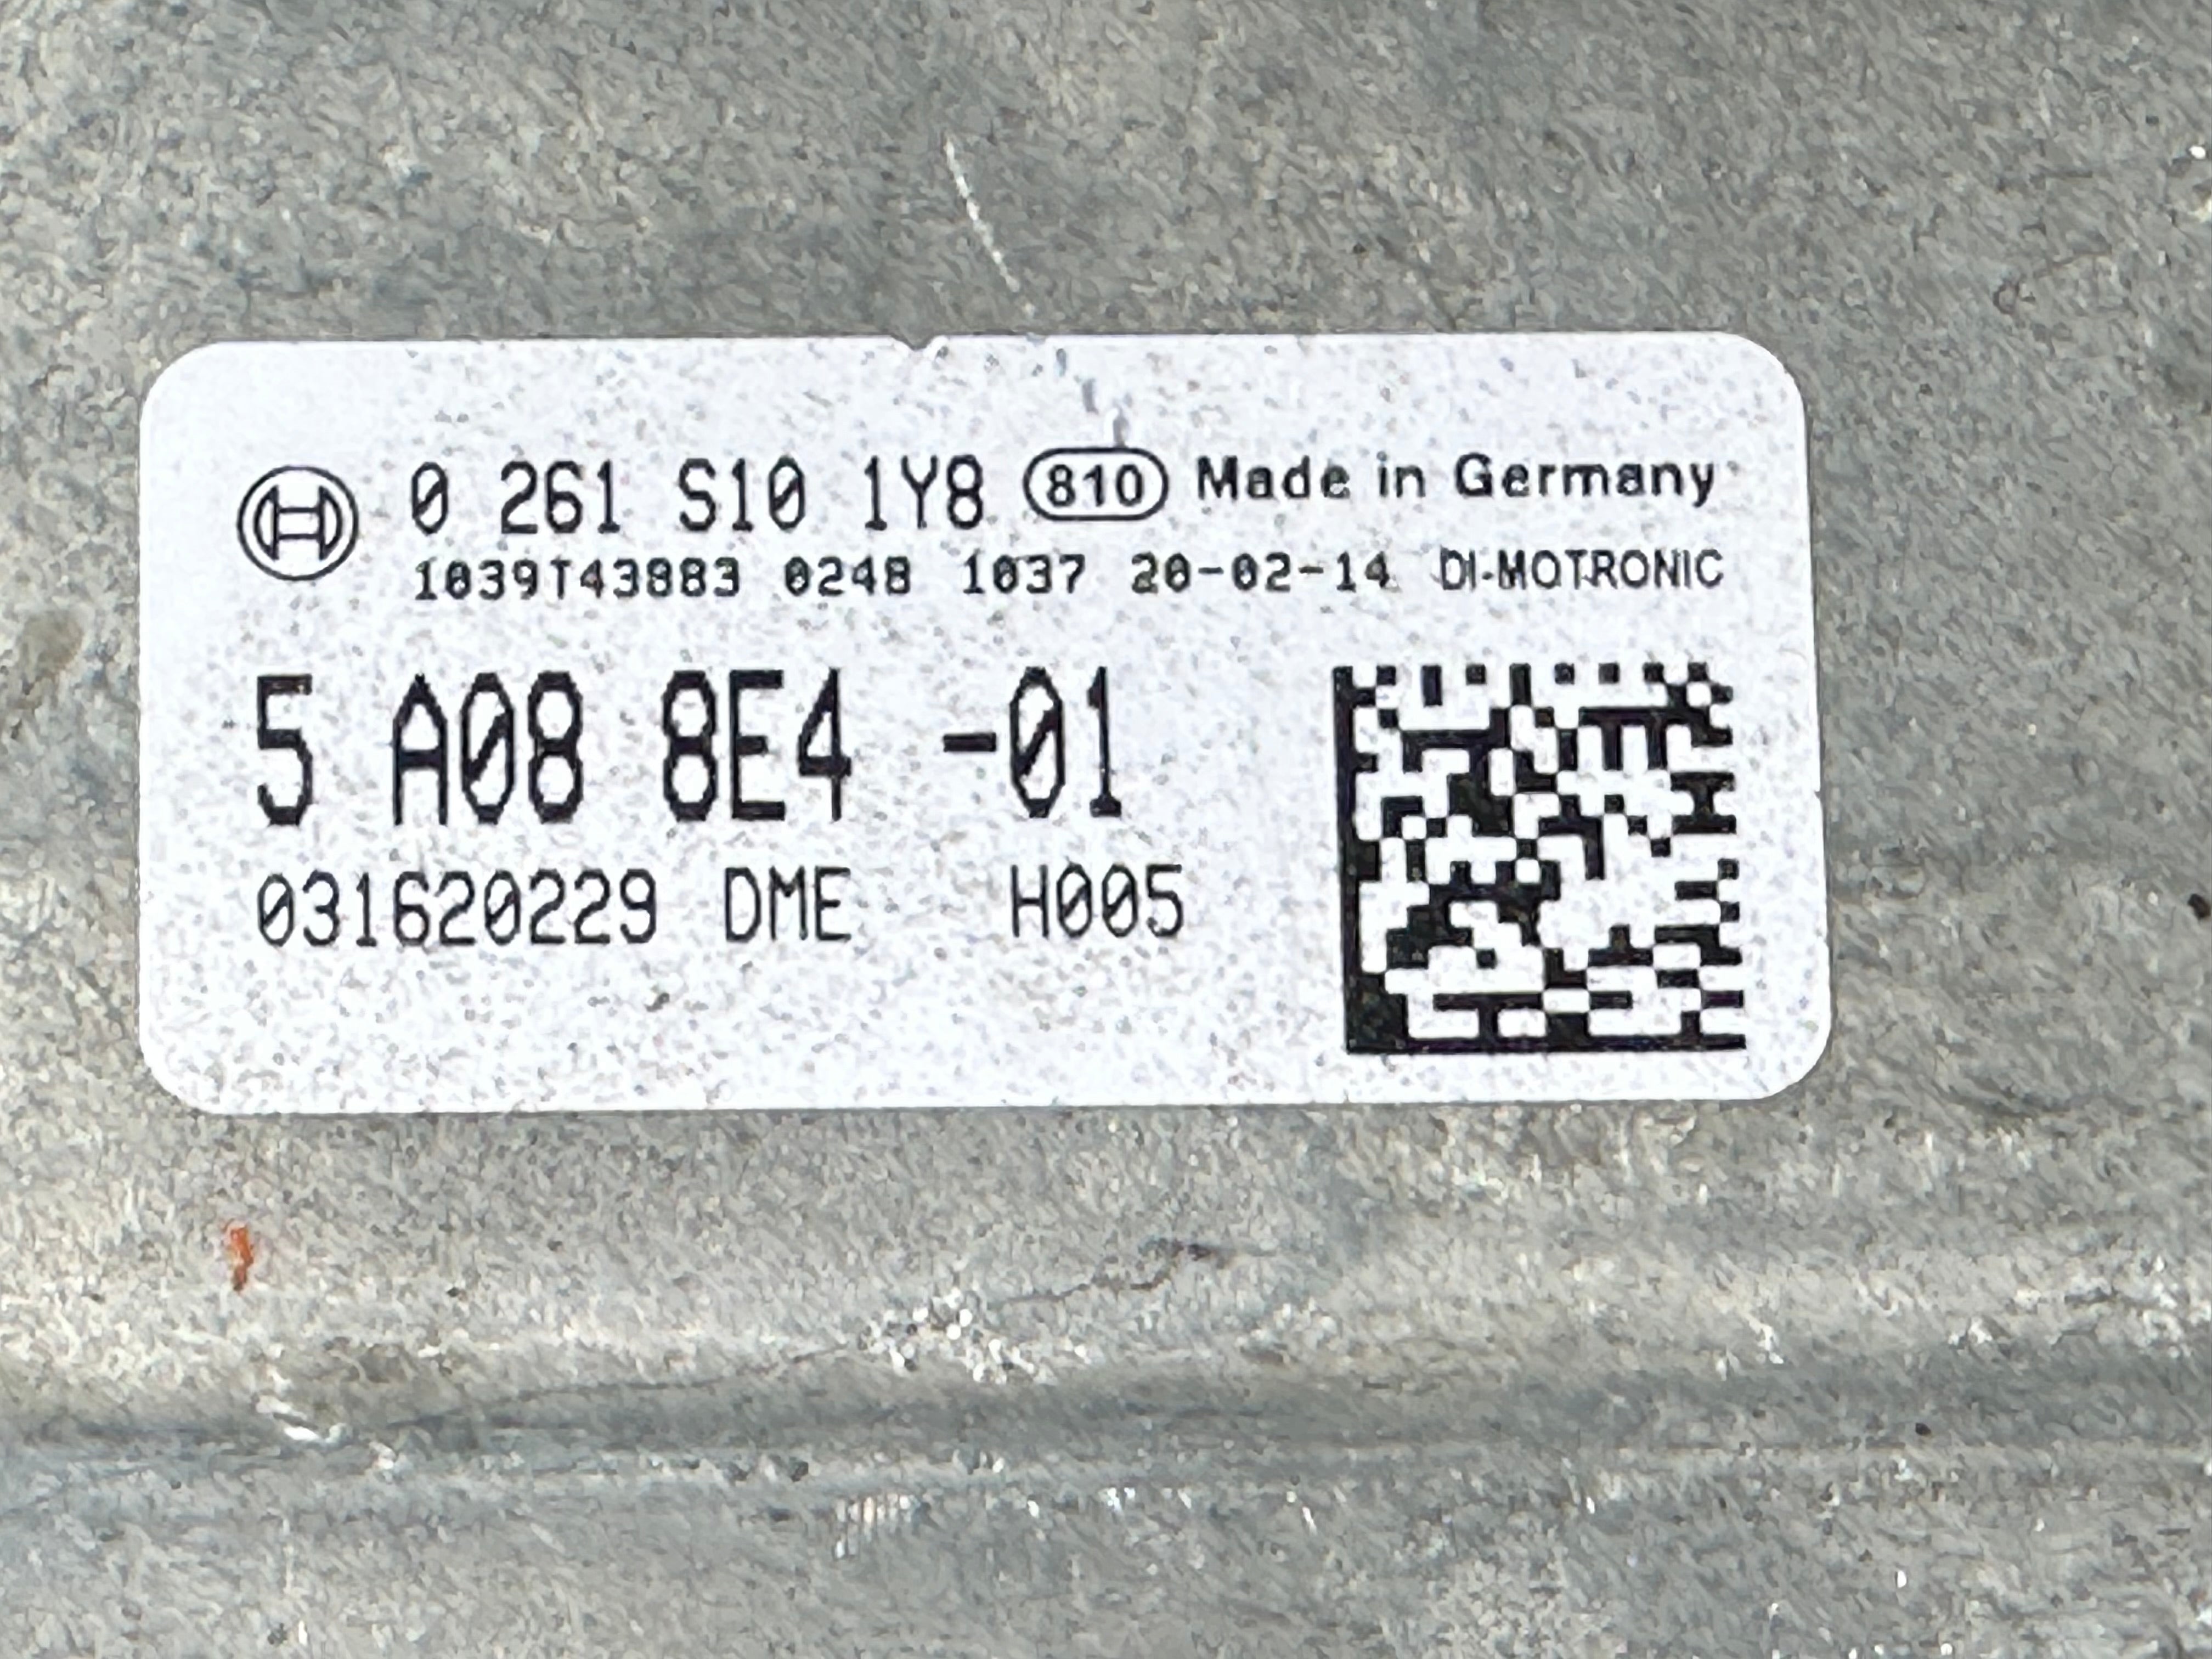 0 261 S10 1Y8 810 Made in Germany
1039T43883 0248 1037 20-02-14 DI-MOTRONIC
5 A08 8E4 -01
031620229 DME H005